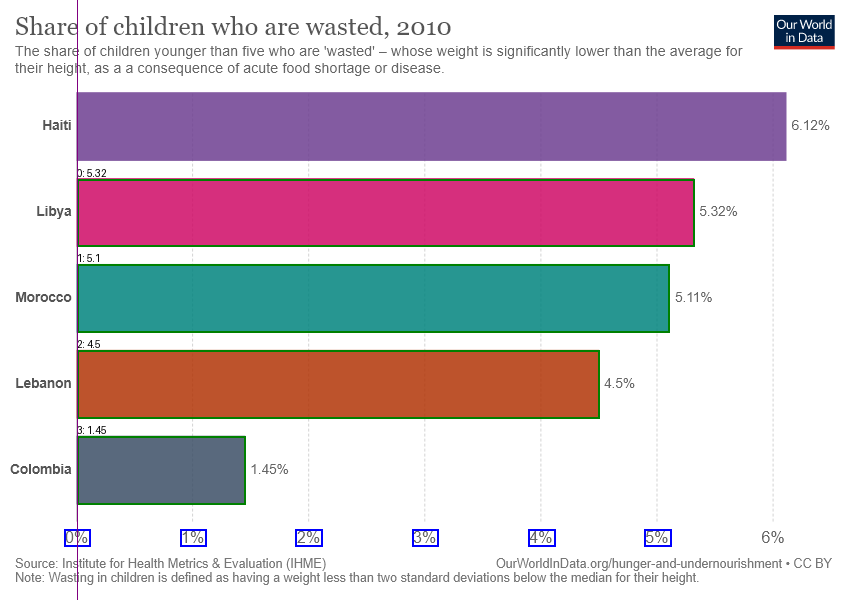 Share of children who are wasted, 2010
Our World
in Data
The share of children younger than five who are 'wasted' – whose weight is significantly lower than the average for
their height, as a a consequence of acute food shortage or disease.
Haiti 6.12%
0: 5.32
Libya 5.32%
1: 5.1
Morocco 5.11%
2: 4.5
Lebanon 4.5%
3: 1.45
Colombia 1.45%
0% 1% 2% 3% 4% 5% 6%
Source: Institute for Health Metrics & Evaluation (IHME) OurWorldInData.org/hunger-and-undernourishment • CC BY
Note: Wasting in children is defined as having a weight less than two standard deviations below the median for their height.